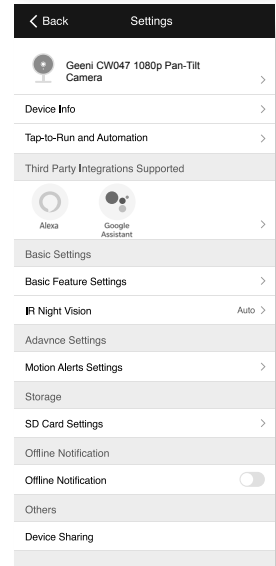 Back
Settings
Geeni CW047 1080p Pan-Tilt
Camera
Device Info
Tap-to-Run and Automation
Third Party Integrations Supported
Alexa
Google
Assistant
Basic Settings
Basic Feature Settings
IR Night Vision
Auto
Adavnce Settings
Motion Alerts Settings
Storage
SD Card Settings
Offline Notification
Offline Notification
Others
Device Sharing